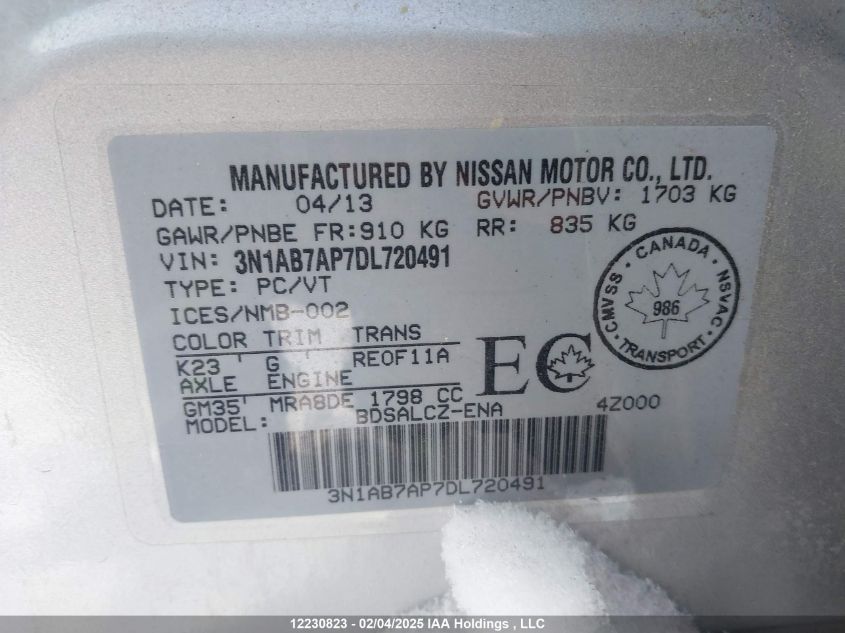 MANUFACTURED BY NISSAN MOTOR CO., LTD.
DATE: 04/13 GVWR/PNBV: 1703 KG
GAWR/PNBE FR:910 KG RR: 835 KG
VIN: 3N1AB7AP7DL720491
TYPE: PC/VT
ICES/NMB-002
COLOR TRIM TRANS
K23 ' G ' RE0F11A
AXLE ENGINE
GM35' MRA8DE 1798 CC
MODEL: BDSALCZ-ENA 4Z000
EC
CANADA
CMVSS
986
NSVAC
TRANSPORT
3N1AB7AP7DL720491
12230823 - 02/04/2025 IAA Holdings , LLC